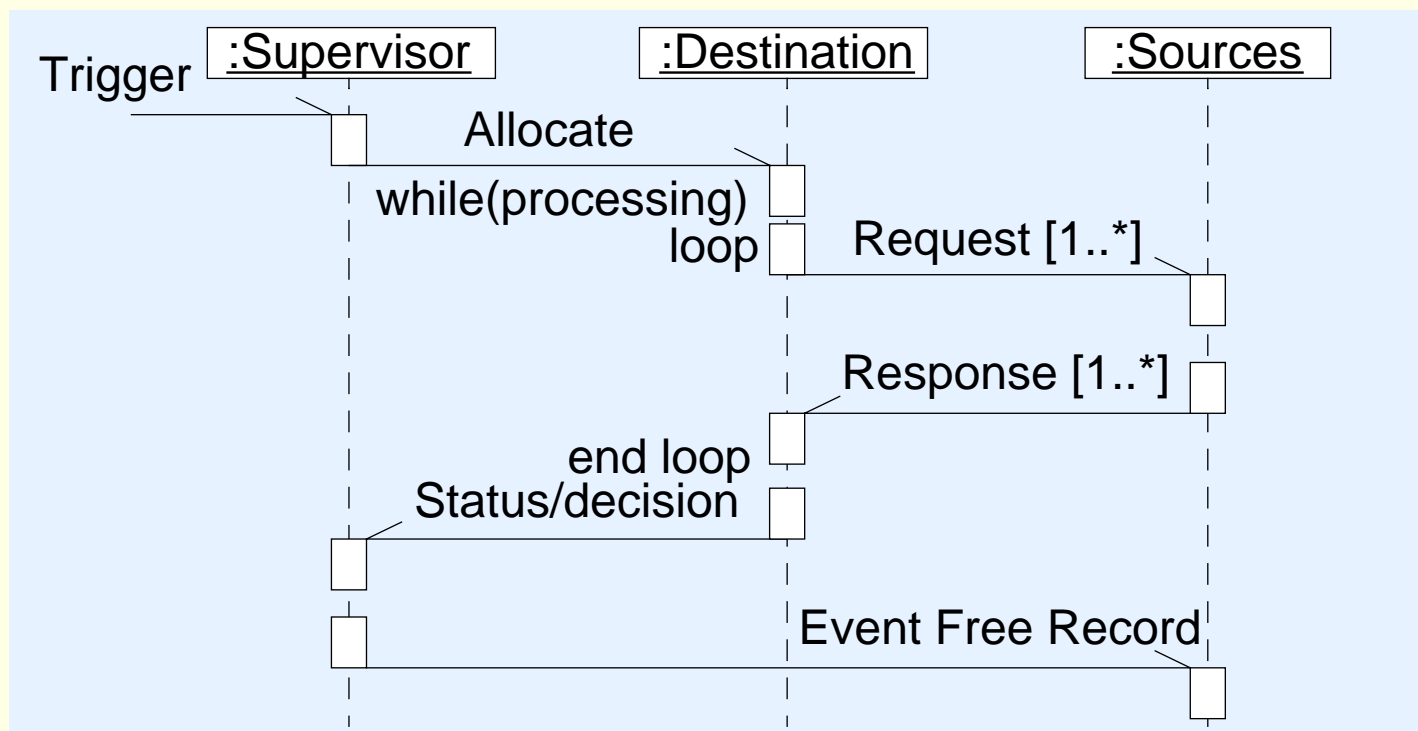 :Supervisor
:Destination
:Sources
Trigger
Allocate
while(processing)
loop
Request [1..*]
Response [1..*]
end loop
Status/decision
Event Free Record